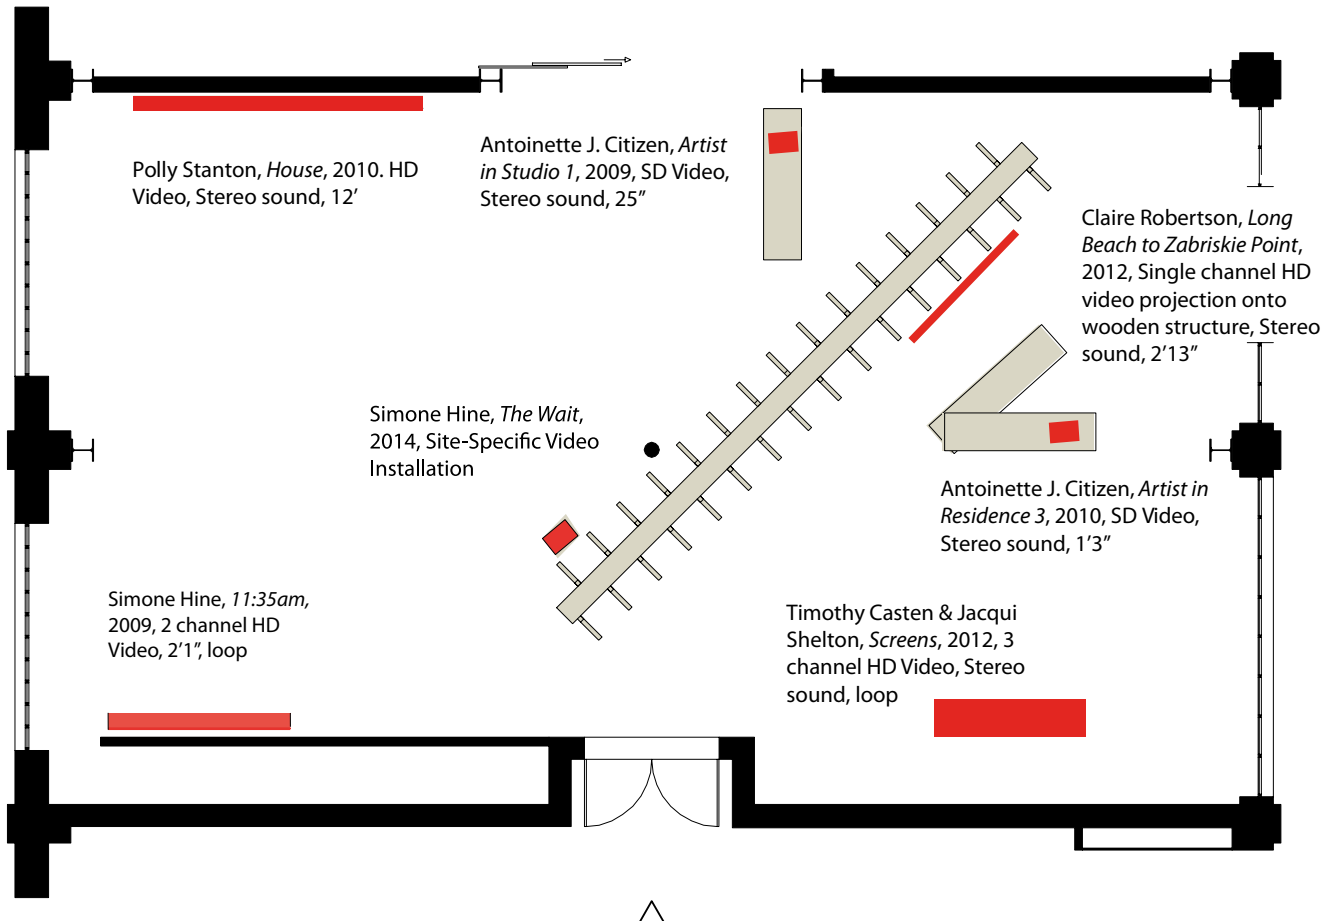 Polly Stanton, House, 2010. HD
Video, Stereo sound, 12’
Antoinette J. Citizen, Artist
in Studio 1, 2009, SD Video,
Stereo sound, 25”
Claire Robertson, Long
Beach to Zabriskie Point,
2012, Single channel HD
video projection onto
wooden structure, Stereo
sound, 2’13”
Simone Hine, The Wait,
2014, Site-Specific Video
Installation
Antoinette J. Citizen, Artist in
Residence 3, 2010, SD Video,
Stereo sound, 1’3”
Simone Hine, 11:35am,
2009, 2 channel HD
Video, 2’1”, loop
Timothy Casten & Jacqui
Shelton, Screens, 2012, 3
channel HD Video, Stereo
sound, loop